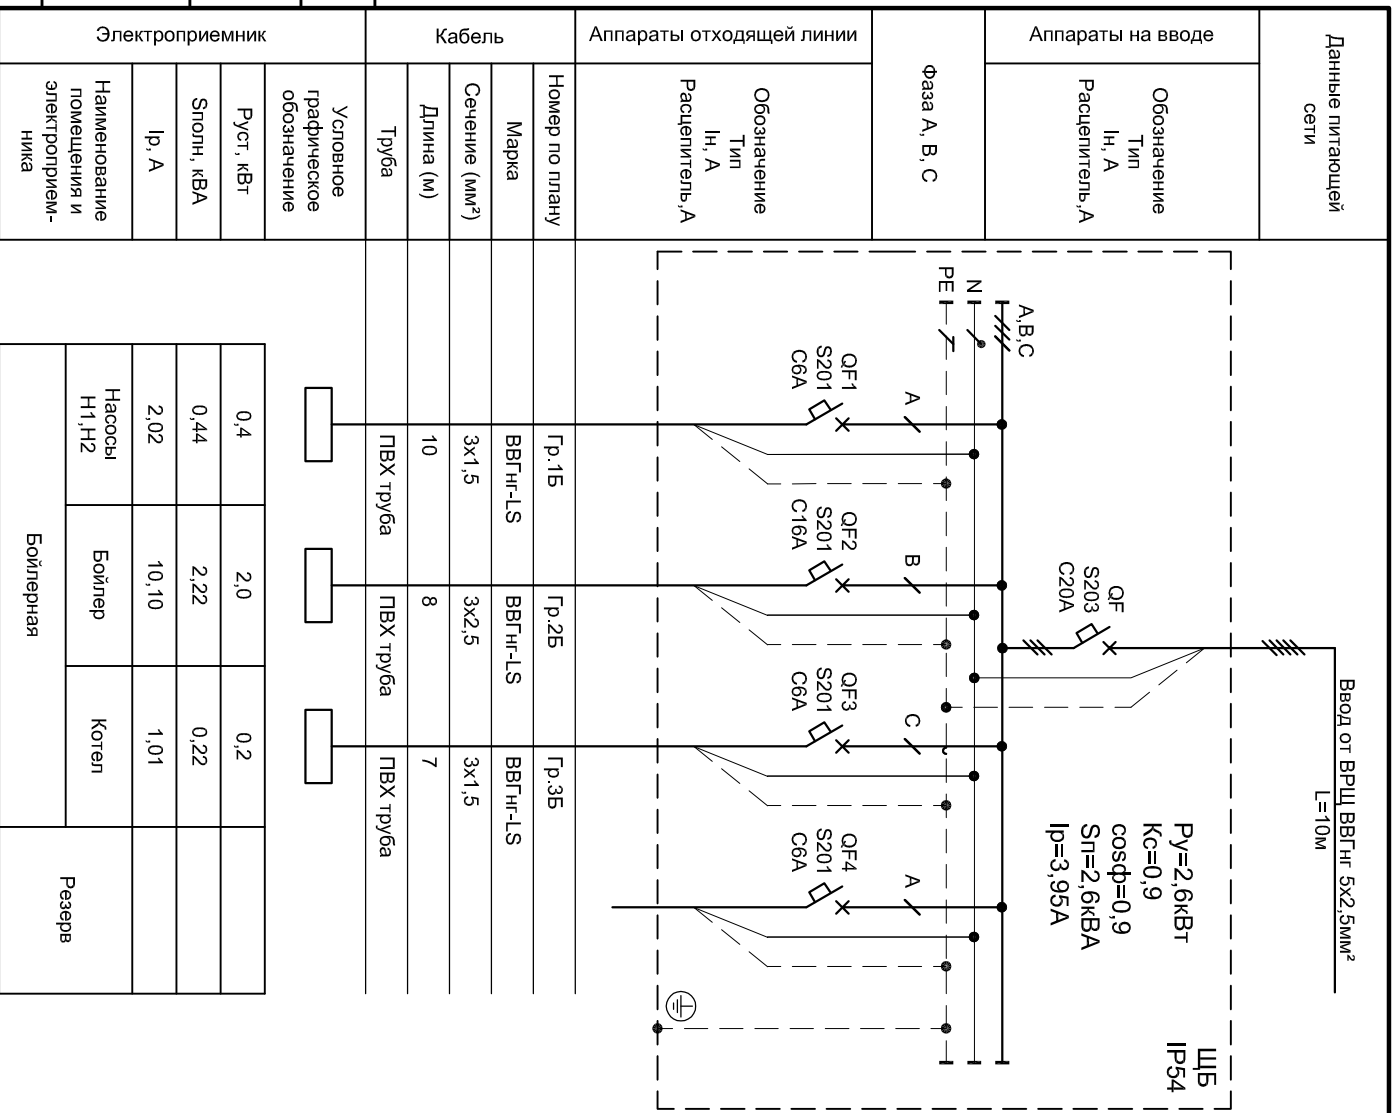 Данные питающей
сети
Аппараты на вводе
Обозначение
Тип
Iн, А
Расцепитель,А
Фаза А, В, С
Аппараты отходящей линии
Обозначение
Тип
Iн, А
Расцепитель,А
Кабель
Номер по плану
Марка
Сечение (мм²)
Длина (м)
Труба
Электроприемник
Условное
графическое
обозначение
Руст, кВт
Sполн, кВА
Iр, А
Наименование
помещения и
электроприем-
ника
Ввод от ВРЩ ВВГнг 5х2,5мм²
L=10м
ЩБ
IP54
Ру=2,6кВт
Кс=0,9
cosф=0,9
Sп=2,6кВА
Iр=3,95А
QF
S203
C20A
А,В,С
N
PE
А
В
С
А
QF1
S201
C6A
QF2
S201
C16A
QF3
S201
C6A
QF4
S201
C6A
Гр.1Б
Гр.2Б
Гр.3Б
ВВГнг-LS
ВВГнг-LS
ВВГнг-LS
3х1,5
3х2,5
3х1,5
10
8
7
ПВХ труба
ПВХ труба
ПВХ труба
0,4
2,0
0,2
0,44
2,22
0,22
2,02
10,10
1,01
Насосы
Н1,Н2
Бойлер
Котел
Бойлерная
Резерв